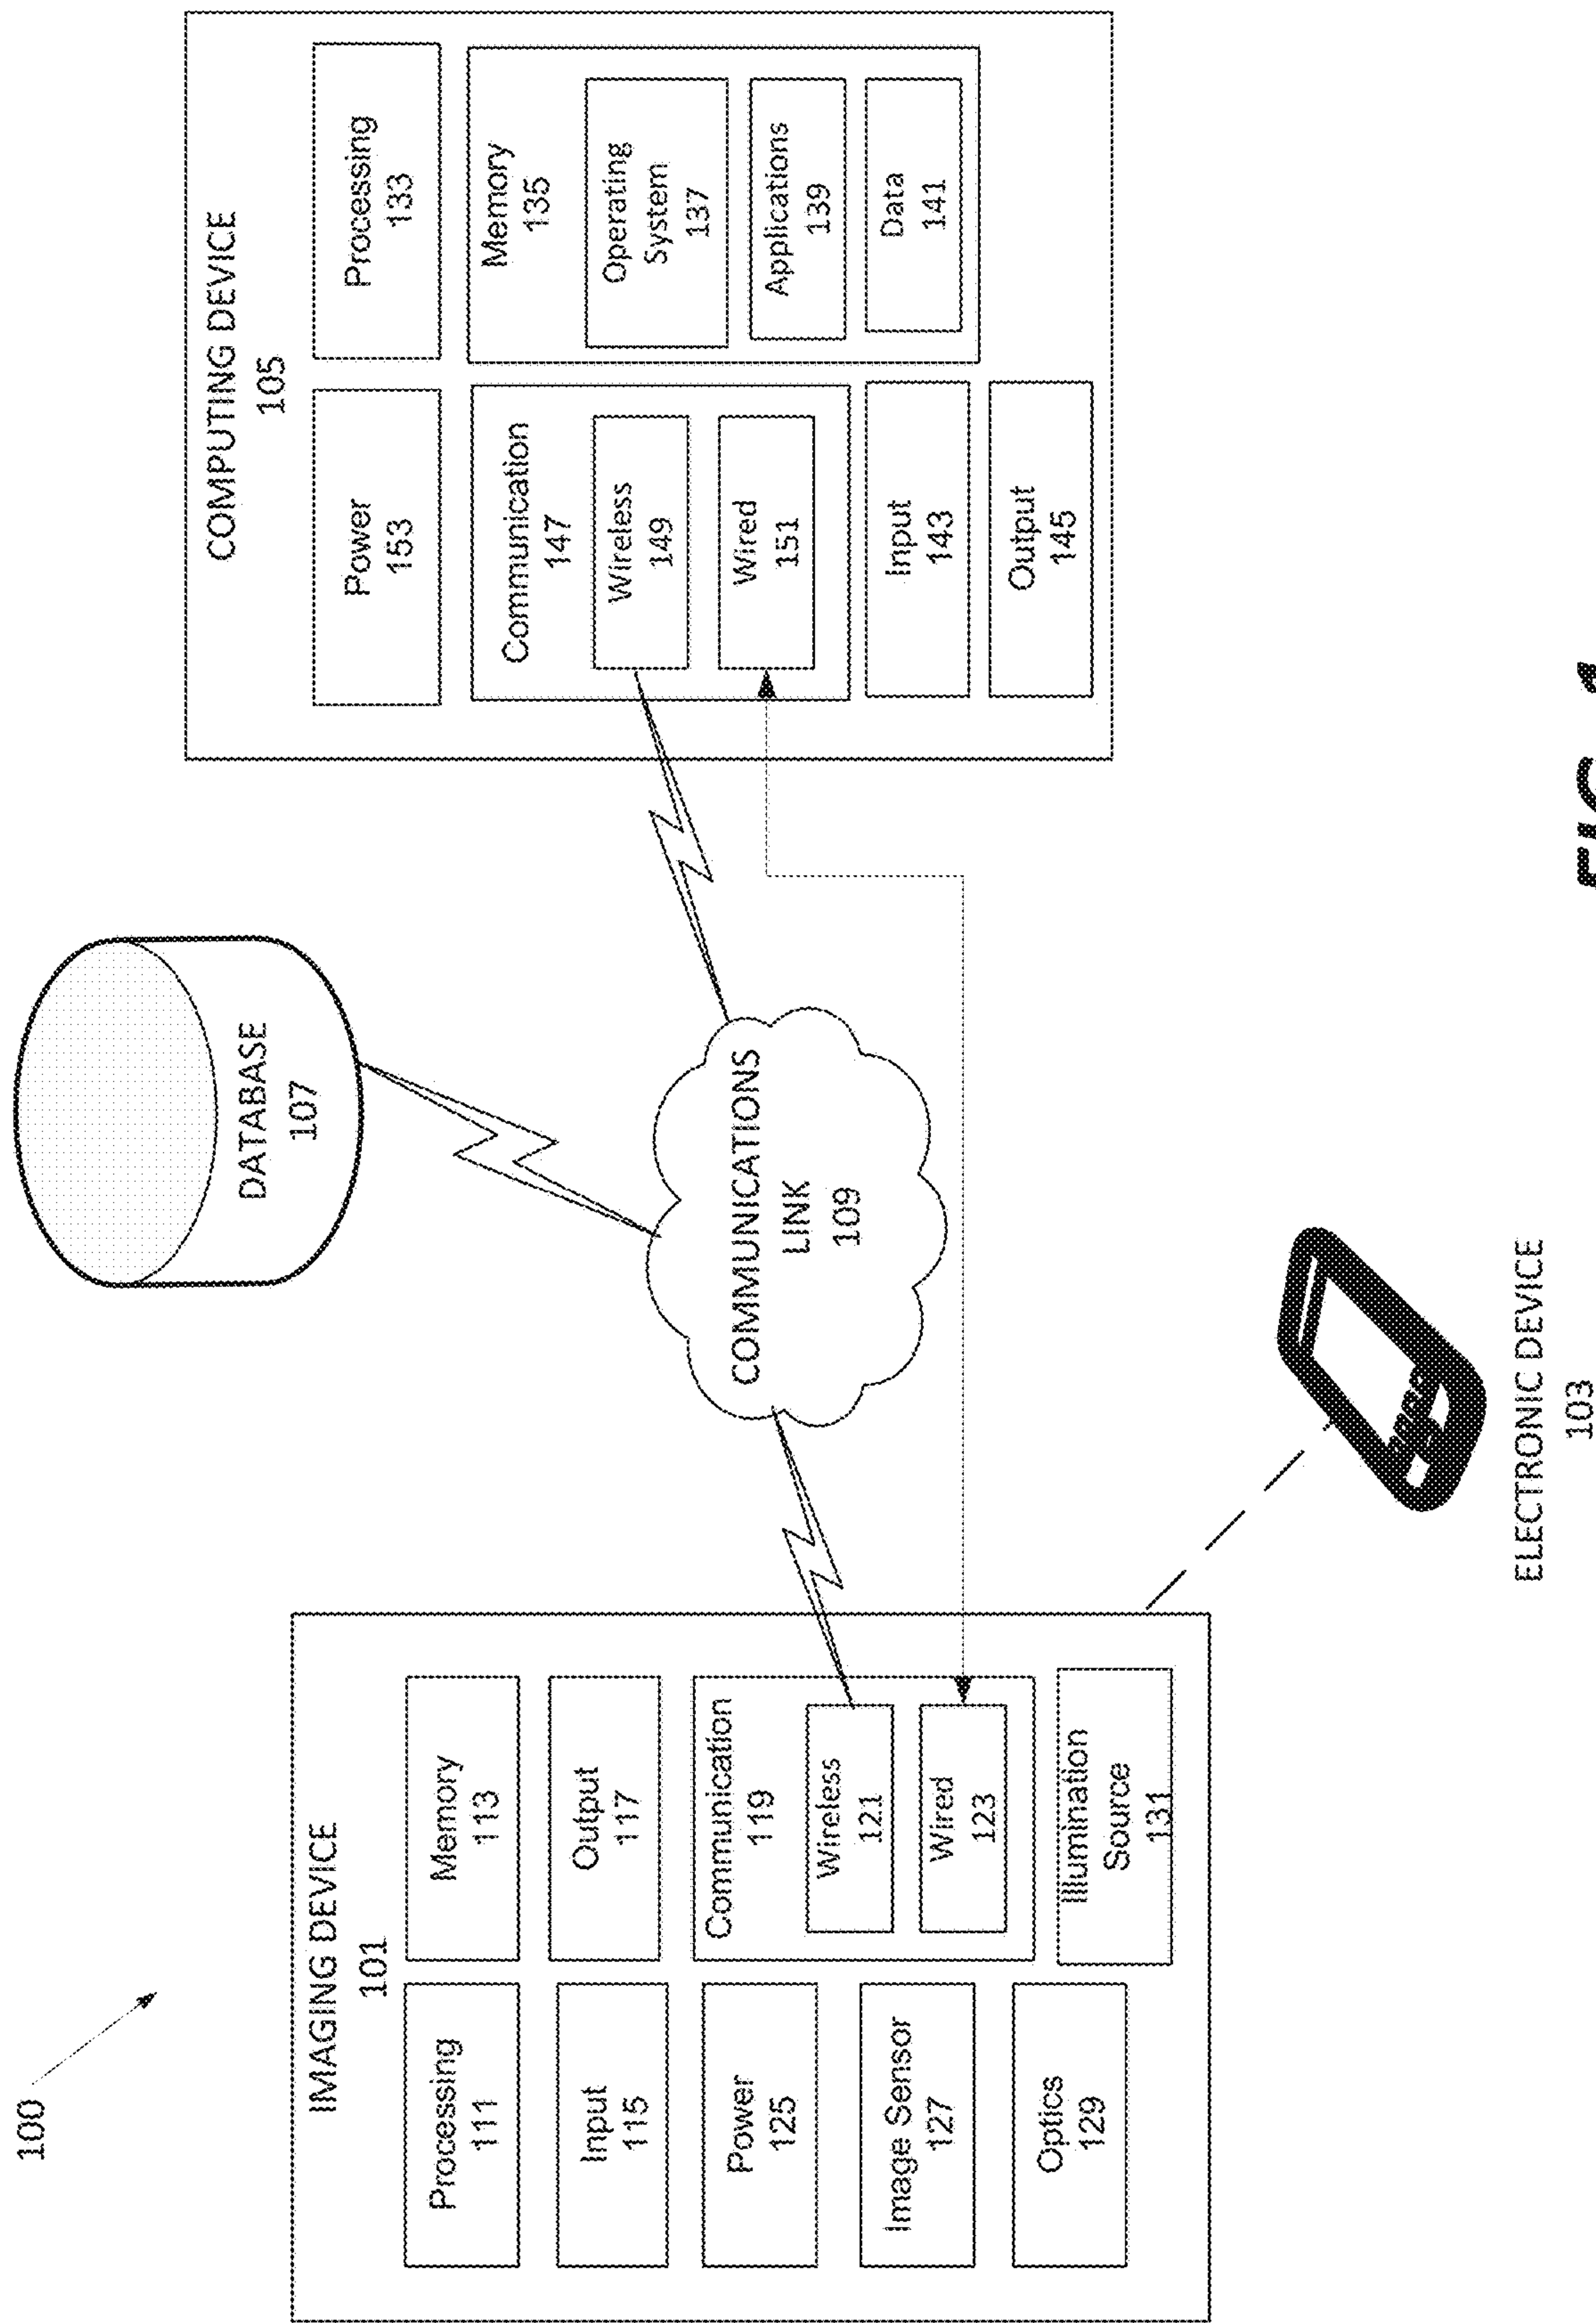 100
IMAGING DEVICE
101
Processing
111
Memory
113
Input
115
Output
117
Power
125
Communication
119
Wireless
121
Wired
123
Image Sensor
127
Optics
129
Illumination
Source
131
DATABASE
107
COMMUNICATIONS
LINK
109
ELECTRONIC DEVICE
103
COMPUTING DEVICE
105
Power
153
Processing
133
Communication
147
Wireless
149
Wired
151
Input
143
Output
145
Memory
135
Operating
System
137
Applications
139
Data
141
FIG. 1